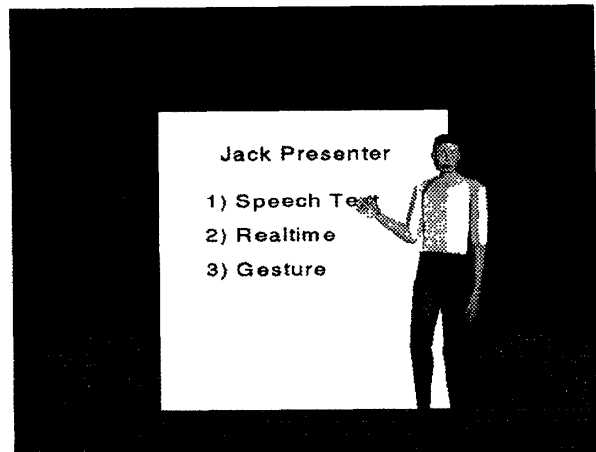 Jack Presenter
1) Speech Text
2) Realtime
3) Gesture